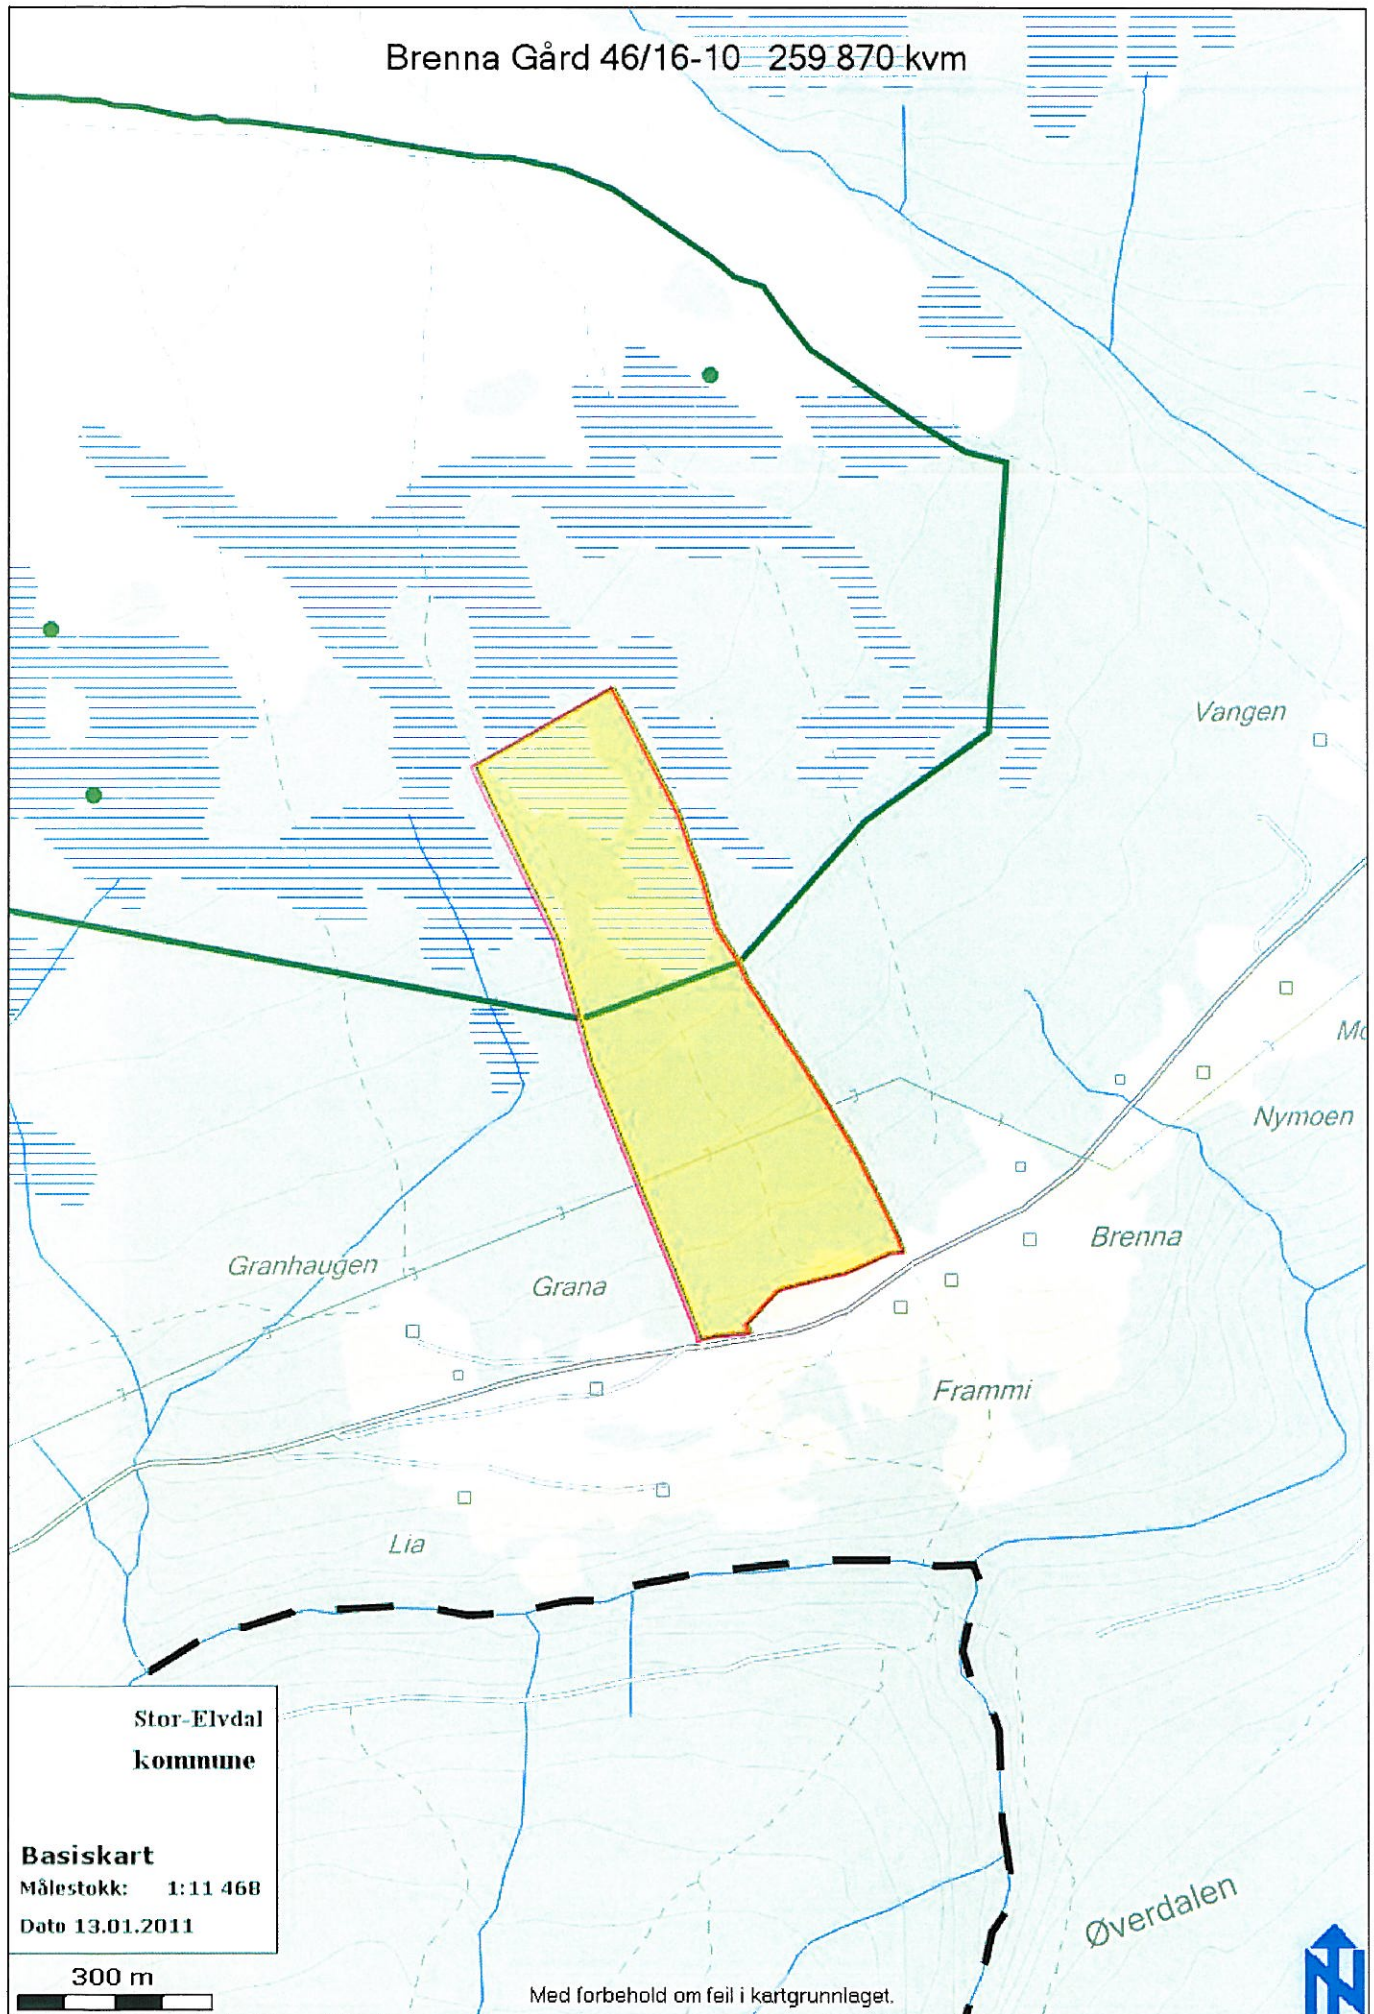 Brenna Gård 46/16-10 259 870 kvm
Vangen
Nymoen
Brenna
Granhaugen
Grana
Frammi
Lia
Stor-Elvdal
kommune
Basiskart
Målestokk: 1:11 468
Dato 13.01.2011
Øverdalen
300 m
Med forbehold om feil i kartgrunnlaget.
N